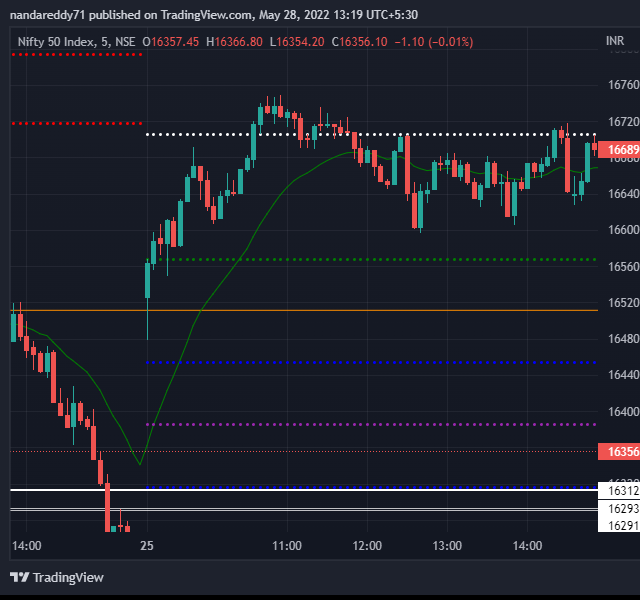 nandareddy71 published on TradingView.com, May 28, 2022 13:19 UTC+5:30
Nifty 50 Index, 5, NSE O16357.45 H16366.80 L16354.20 C16356.10 −1.10 (−0.01%)
INR
16760
16720
16689
16640
16600
16560
16520
16480
16440
16400
16356
16312
16293
16291
14:00 25 11:00 12:00 13:00 14:00
TradingView